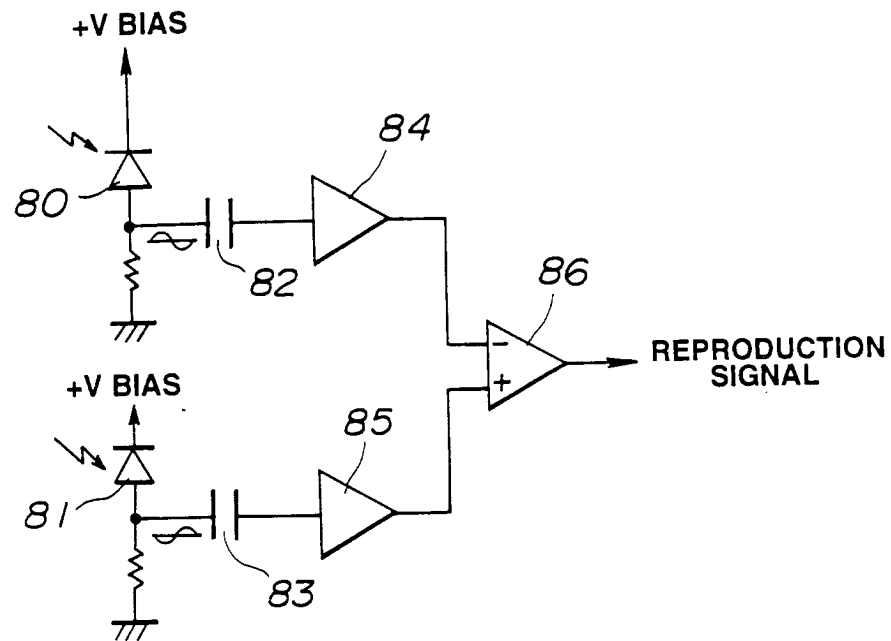 +V BIAS
84
80
82
86
−
REPRODUCTION
SIGNAL
+
+V BIAS
85
81
83